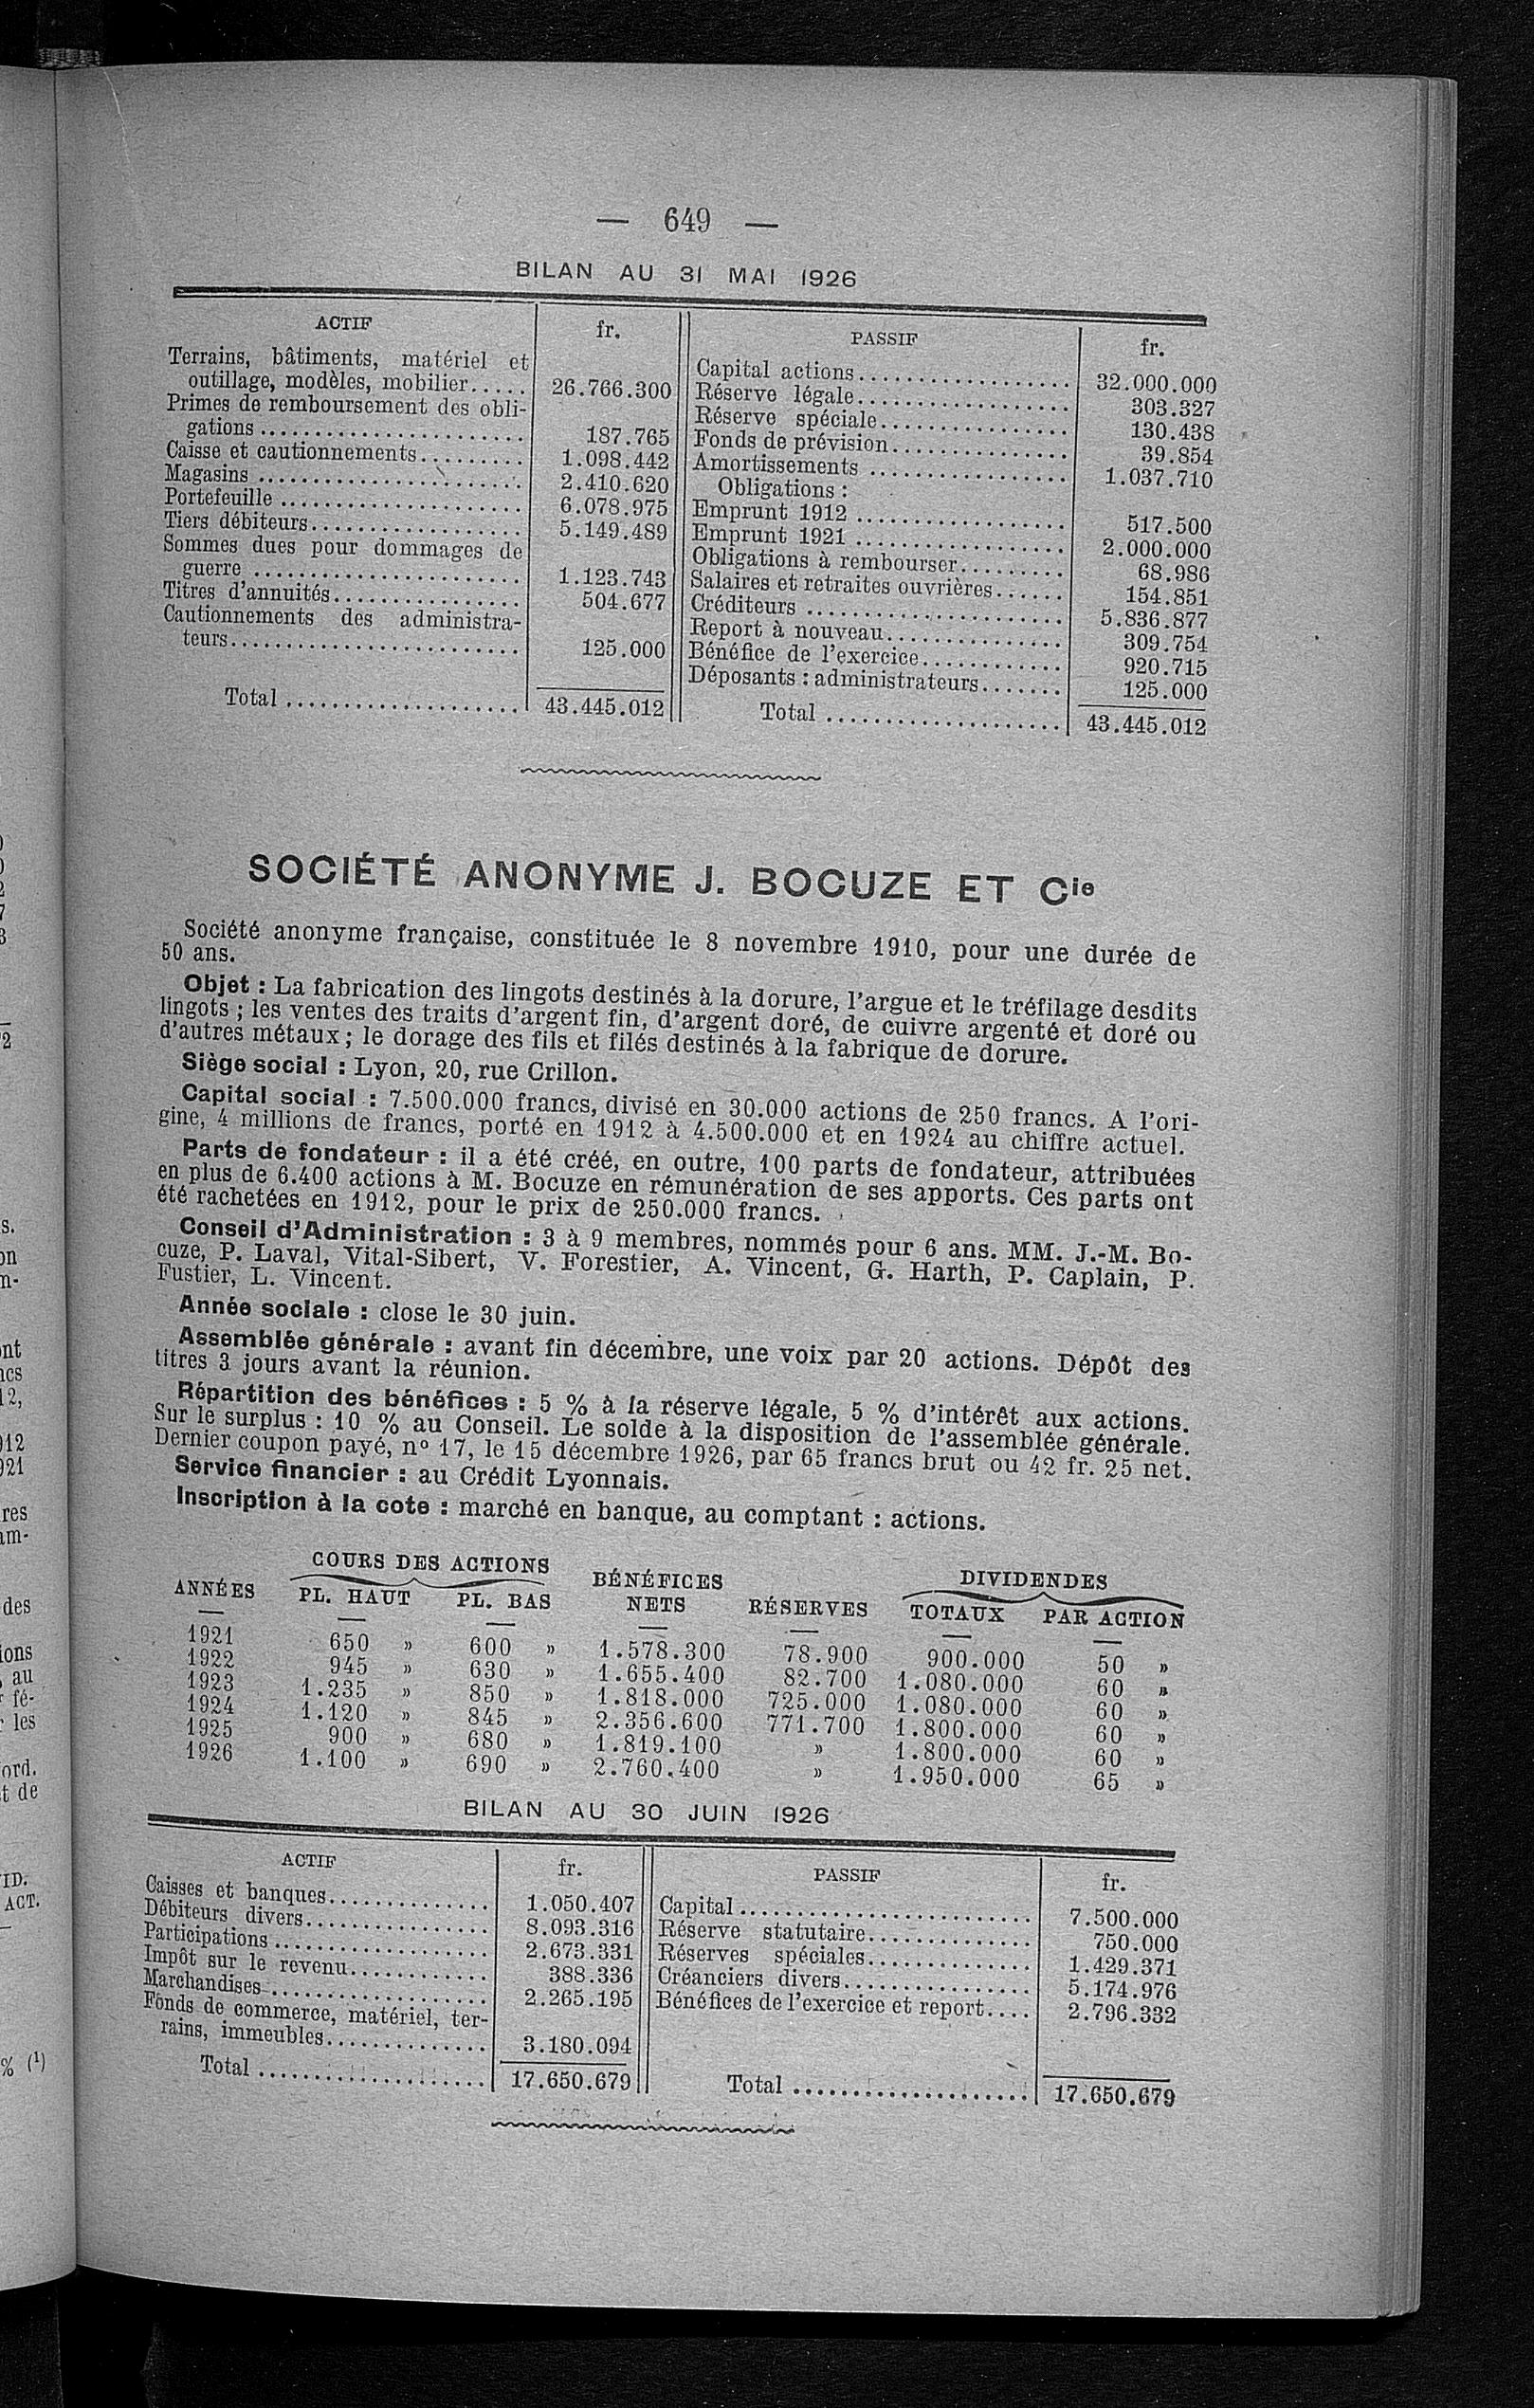 — 649 —
BILAN AU 31 MAI 1926
ACTIF fr.
Terrains, bâtiments, matériel et
outillage, modèles, mobilier..... 26.766.300
Primes de remboursement des obli-
gations ........................ 187.765
Caisse et cautionnements......... 1.098.442
Magasins ........................ 2.410.620
Portefeuille ...................... 6.078.975
Tiers débiteurs.................. 5.149.489
Sommes dues pour dommages de
guerre ........................ 1.123.743
Titres d'annuités................ 504.677
Cautionnements des administra-
teurs.......................... 125.000
Total .................... 43.445.012
PASSIF fr.
Capital actions.................. 32.000.000
Réserve légale.................. 303.327
Réserve spéciale................ 130.438
Fonds de prévision............... 39.854
Amortissements ................. 1.037.710
Obligations :
Emprunt 1912 .................. 517.500
Emprunt 1921 .................. 2.000.000
Obligations à rembourser......... 68.986
Salaires et retraites ouvrières...... 154.851
Créditeurs ...................... 5.836.877
Report à nouveau............... 309.754
Bénéfice de l'exercice............ 920.715
Déposants : administrateurs....... 125.000
Total .................... 43.445.012
SOCIÉTÉ ANONYME J. BOCUZE ET Cie
Société anonyme française, constituée le 8 novembre 1910, pour une durée de
50 ans.
Objet : La fabrication des lingots destinés à la dorure, l'argue et le tréfilage desdits
lingots ; les ventes des traits d'argent fin, d'argent doré, de cuivre argenté et doré ou
d'autres métaux ; le dorage des fils et filés destinés à la fabrique de dorure.
Siège social : Lyon, 20, rue Crillon.
Capital social : 7.500.000 francs, divisé en 30.000 actions de 250 francs. A l'ori-
gine, 4 millions de francs, porté en 1912 à 4.500.000 et en 1924 au chiffre actuel.
Parts de fondateur : il a été créé, en outre, 100 parts de fondateur, attribuées
en plus de 6.400 actions à M. Bocuze en rémunération de ses apports. Ces parts ont
été rachetées en 1912, pour le prix de 250.000 francs.
Conseil d'Administration : 3 à 9 membres, nommés pour 6 ans. MM. J.-M. Bo-
cuze, P. Laval, Vital-Sibert, V. Forestier, A. Vincent, G. Harth, P. Caplain, P.
Fustier, L. Vincent.
Année sociale : close le 30 juin.
Assemblée générale : avant fin décembre, une voix par 20 actions. Dépôt des
titres 3 jours avant la réunion.
Répartition des bénéfices : 5 % à la réserve légale, 5 % d'intérêt aux actions.
Sur le surplus : 10 % au Conseil. Le solde à la disposition de l'assemblée générale.
Dernier coupon payé, nº 17, le 15 décembre 1926, par 65 francs brut ou 42 fr. 25 net.
Service financier : au Crédit Lyonnais.
Inscription à la cote : marché en banque, au comptant : actions.
COURS DES ACTIONS BÉNÉFICES DIVIDENDES
ANNÉES PL. HAUT PL. BAS NETS RÉSERVES TOTAUX PAR ACTION
1921 650 » 600 » 1.578.300 78.900 900.000 50 »
1922 945 » 630 » 1.655.400 82.700 1.080.000 60 »
1923 1.235 » 850 » 1.818.000 725.000 1.080.000 60 »
1924 1.120 » 845 » 2.356.600 771.700 1.800.000 60 »
1925 900 » 680 » 1.819.100 » 1.800.000 60 »
1926 1.100 » 690 » 2.760.400 » 1.950.000 65 »
BILAN AU 30 JUIN 1926
ACTIF fr.
Caisses et banques.............. 1.050.407
Débiteurs divers................ 8.093.316
Participations ................... 2.673.331
Impôt sur le revenu............ 388.336
Marchandises.................... 2.265.195
Fonds de commerce, matériel, ter-
rains, immeubles............... 3.180.094
Total .................... 17.650.679
PASSIF fr.
Capital......................... 7.500.000
Réserve statutaire.............. 750.000
Réserves spéciales.............. 1.429.371
Créanciers divers................ 5.174.976
Bénéfices de l'exercice et report.... 2.796.332
Total .................... 17.650.679